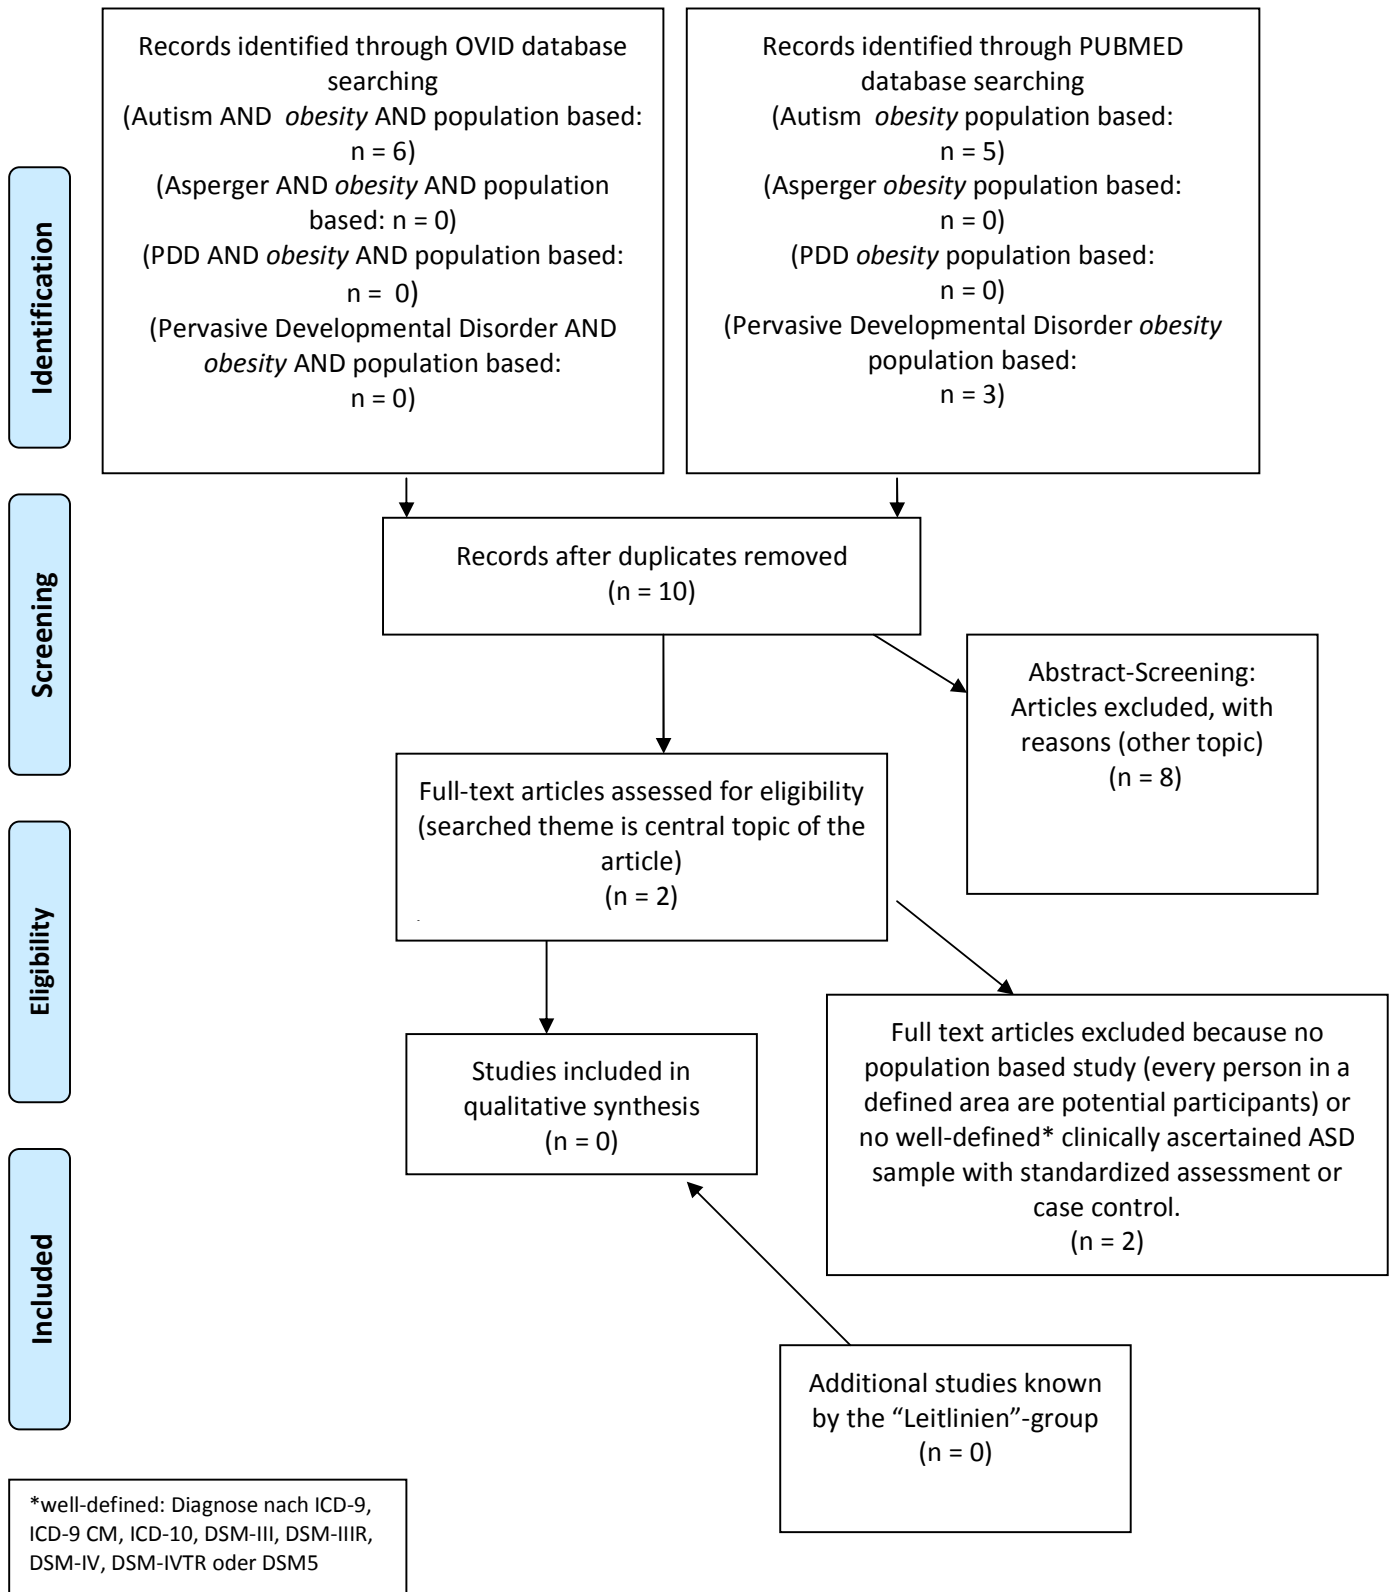 Records identified through OVID database
searching
(Autism AND obesity AND population based:
n = 6)
(Asperger AND obesity AND population
based: n = 0)
(PDD AND obesity AND population based:
n = 0)
(Pervasive Developmental Disorder AND
obesity AND population based:
n = 0)
Records identified through PUBMED
database searching
(Autism obesity population based:
n = 5)
(Asperger obesity population based:
n = 0)
(PDD obesity population based:
n = 0)
(Pervasive Developmental Disorder obesity
population based:
n = 3)
Identification
Records after duplicates removed
(n = 10)
Screening
Abstract-Screening:
Articles excluded, with
reasons (other topic)
(n = 8)
Full-text articles assessed for eligibility
(searched theme is central topic of the
article)
(n = 2)
Eligibility
Full text articles excluded because no
population based study (every person in a
defined area are potential participants) or
no well-defined* clinically ascertained ASD
sample with standardized assessment or
case control.
(n = 2)
Studies included in
qualitative synthesis
(n = 0)
Included
Additional studies known
by the “Leitlinien”-group
(n = 0)
*well-defined: Diagnose nach ICD-9,
ICD-9 CM, ICD-10, DSM-III, DSM-IIIR,
DSM-IV, DSM-IVTR oder DSM5